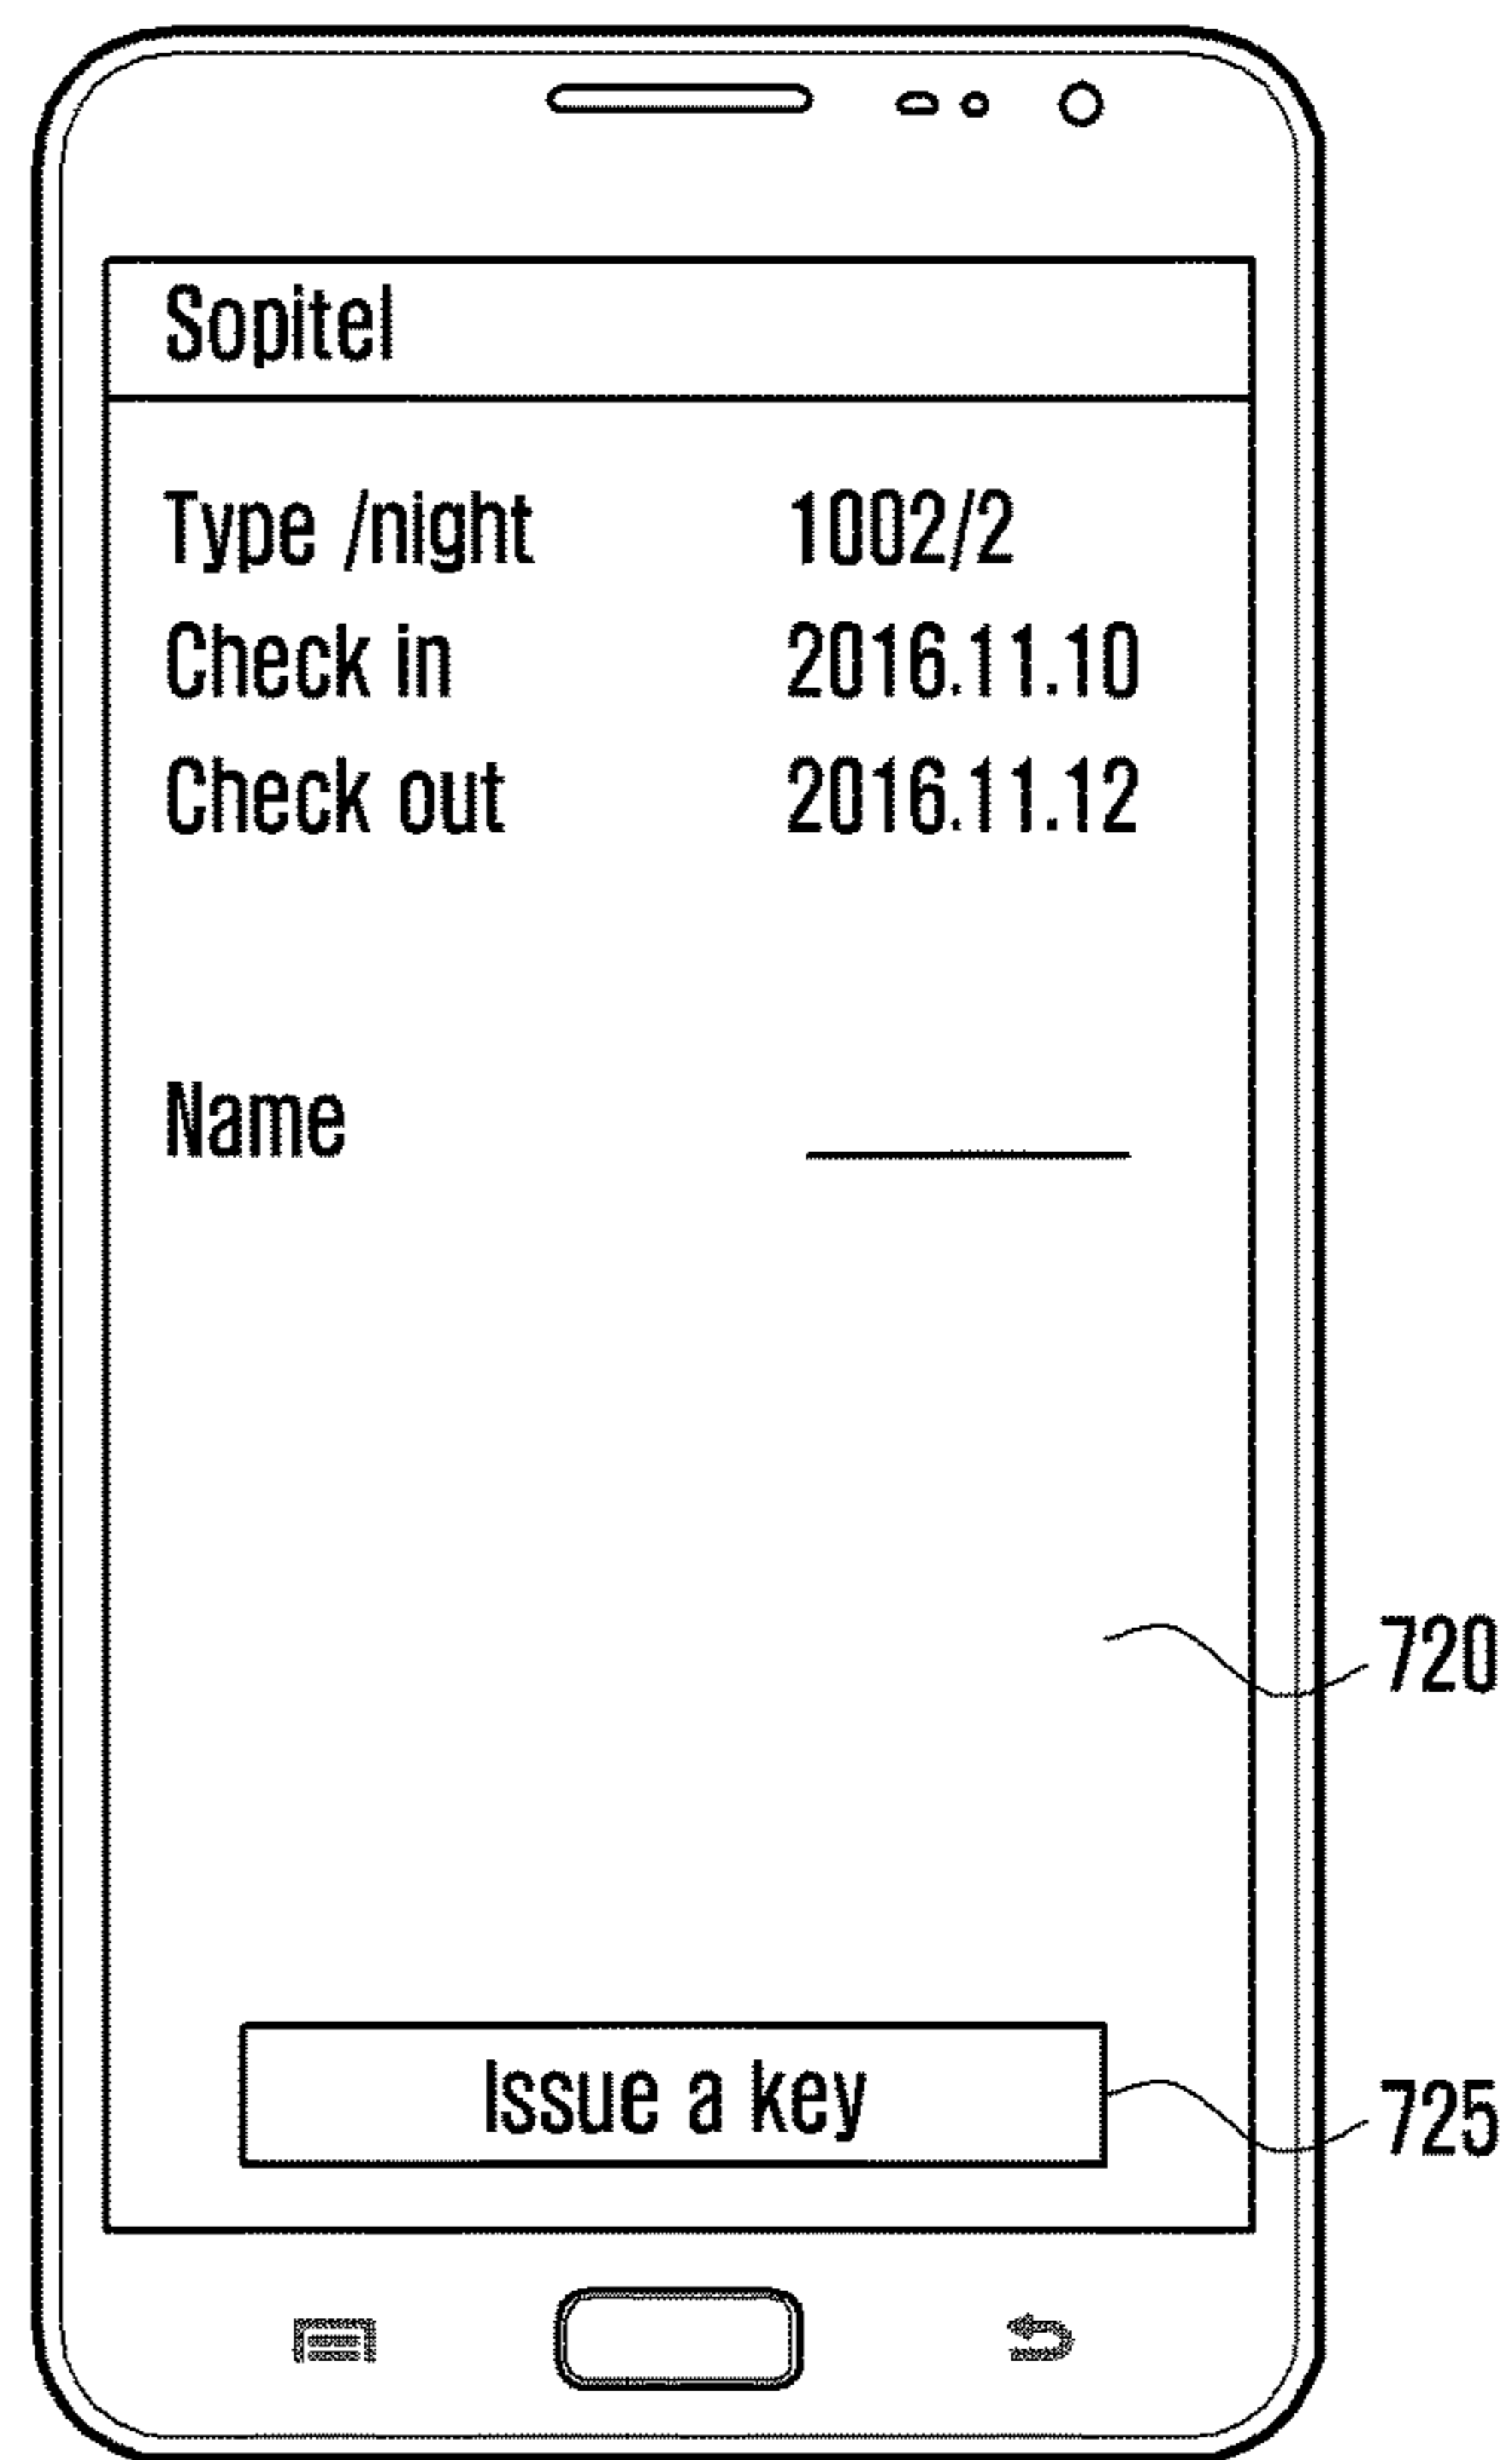 Sopitel
Type /night 1002/2
Check in 2016.11.10
Check out 2016.11.12
Name
720
Issue a key
725